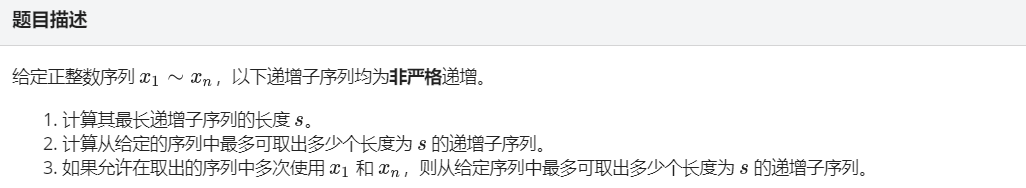 题目描述
给定正整数序列 $x_1 \sim x_n$，以下递增子序列均为非严格递增。
1. 计算其最长递增子序列的长度 $s$。
2. 计算从给定的序列中最多可取出多少个长度为 $s$ 的递增子序列。
3. 如果允许在取出的序列中多次使用 $x_1$ 和 $x_n$，则从给定序列中最多可取出多少个长度为 $s$ 的递增子序列。